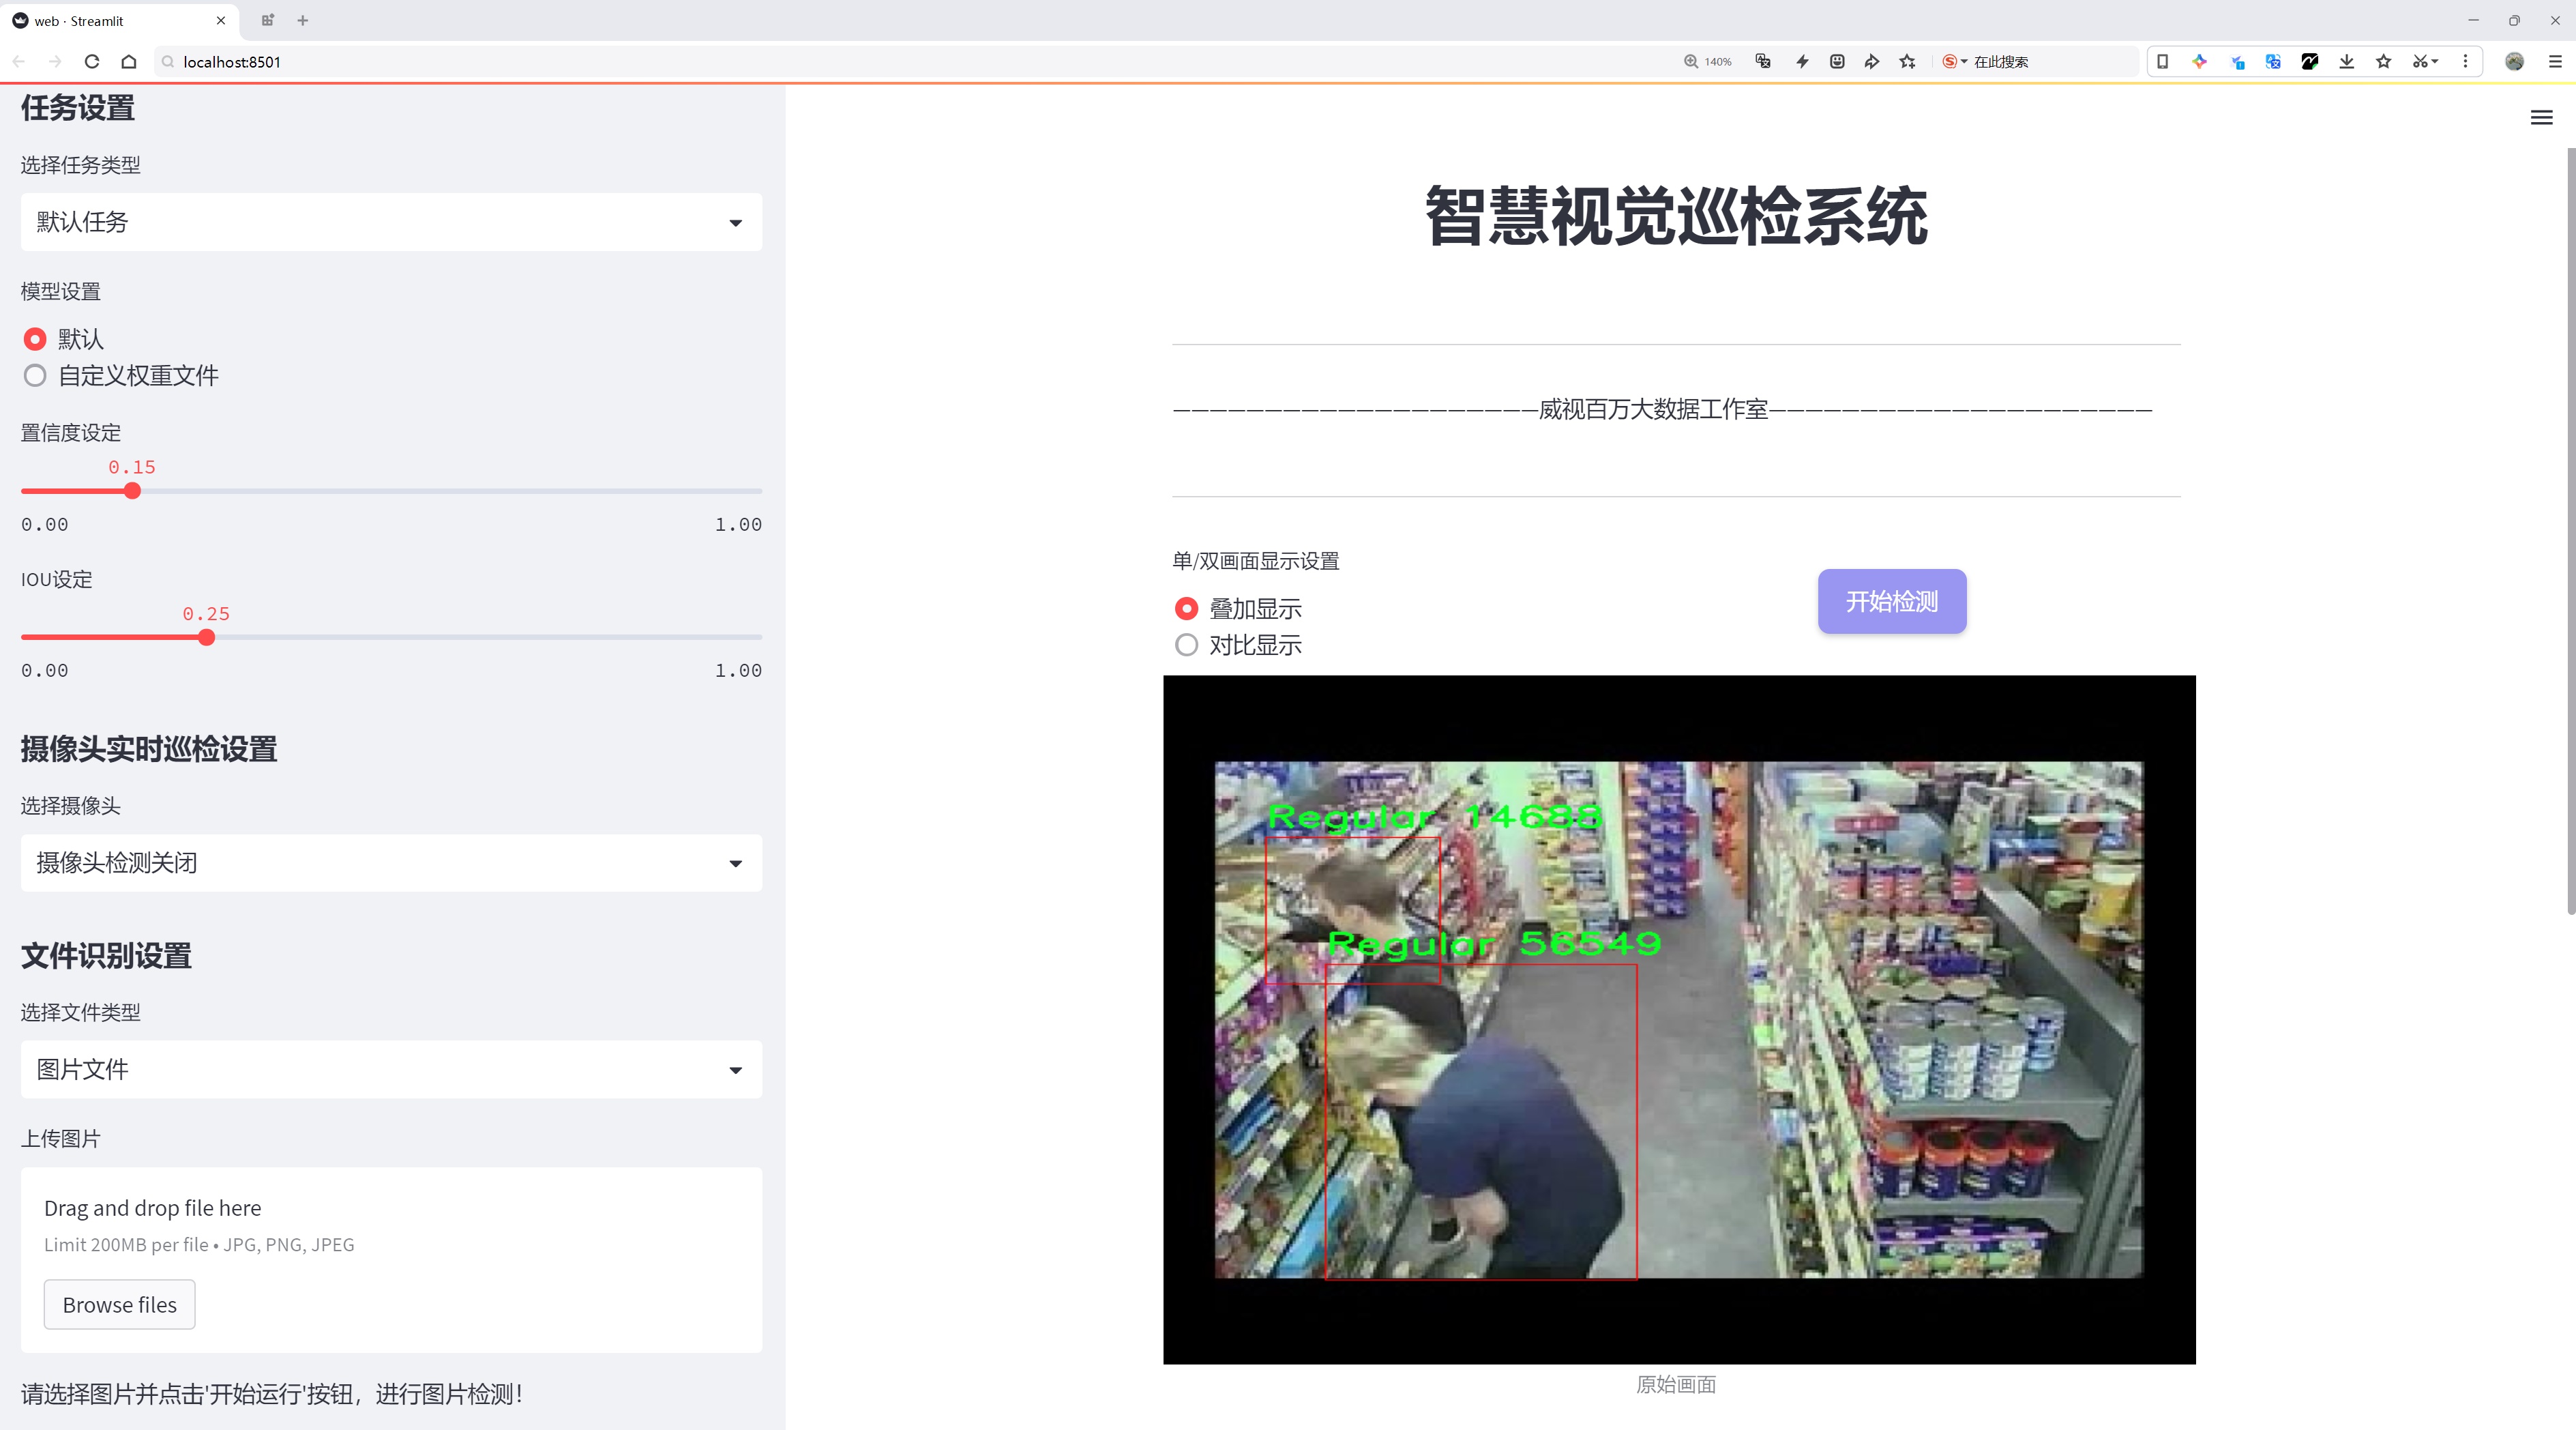 web · Streamlit
localhost:8501
140%
在此搜索
任务设置
选择任务类型
默认任务
模型设置
默认
自定义权重文件
置信度设定
0.15
0.00 1.00
IOU设定
0.25
0.00 1.00
摄像头实时巡检设置
选择摄像头
摄像头检测关闭
文件识别设置
选择文件类型
图片文件
上传图片
Drag and drop file here
Limit 200MB per file • JPG, PNG, JPEG
Browse files
请选择图片并点击'开始运行'按钮，进行图片检测！
智慧视觉巡检系统
————————————————————威视百万大数据工作室—————————————————————
单/双画面显示设置
叠加显示
对比显示
开始检测
Regular 14688
Regular 56549
原始画面